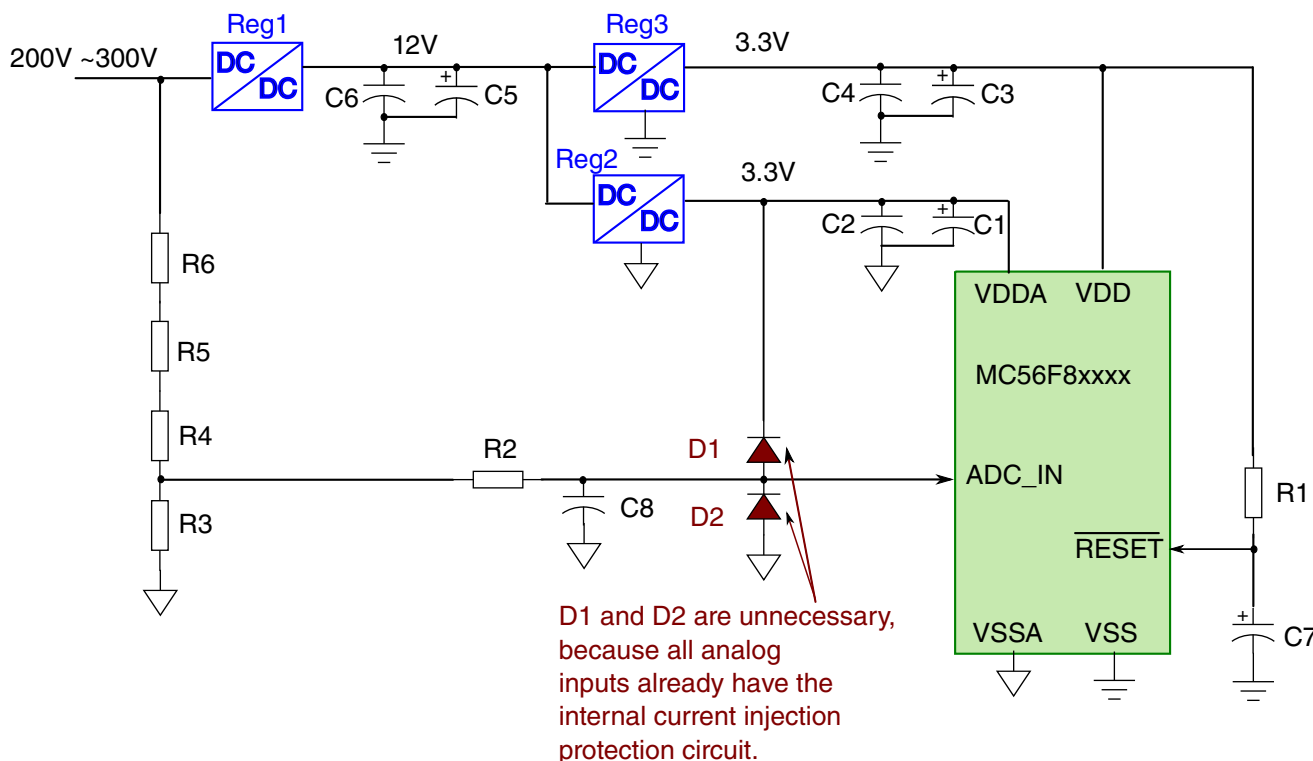 Reg1
Reg3
200V ~300V
12V
3.3V
DC
DC
DC
DC
C6
C5
C4
C3
Reg2
3.3V
DC
DC
C2
C1
R6
VDDA
VDD
R5
MC56F8xxxx
R4
R2
D1
ADC_IN
R1
R3
C8
D2
RESET
D1 and D2 are unnecessary,
because all analog
inputs already have the
internal current injection
protection circuit.
VSSA
VSS
C7
+
+
+
+